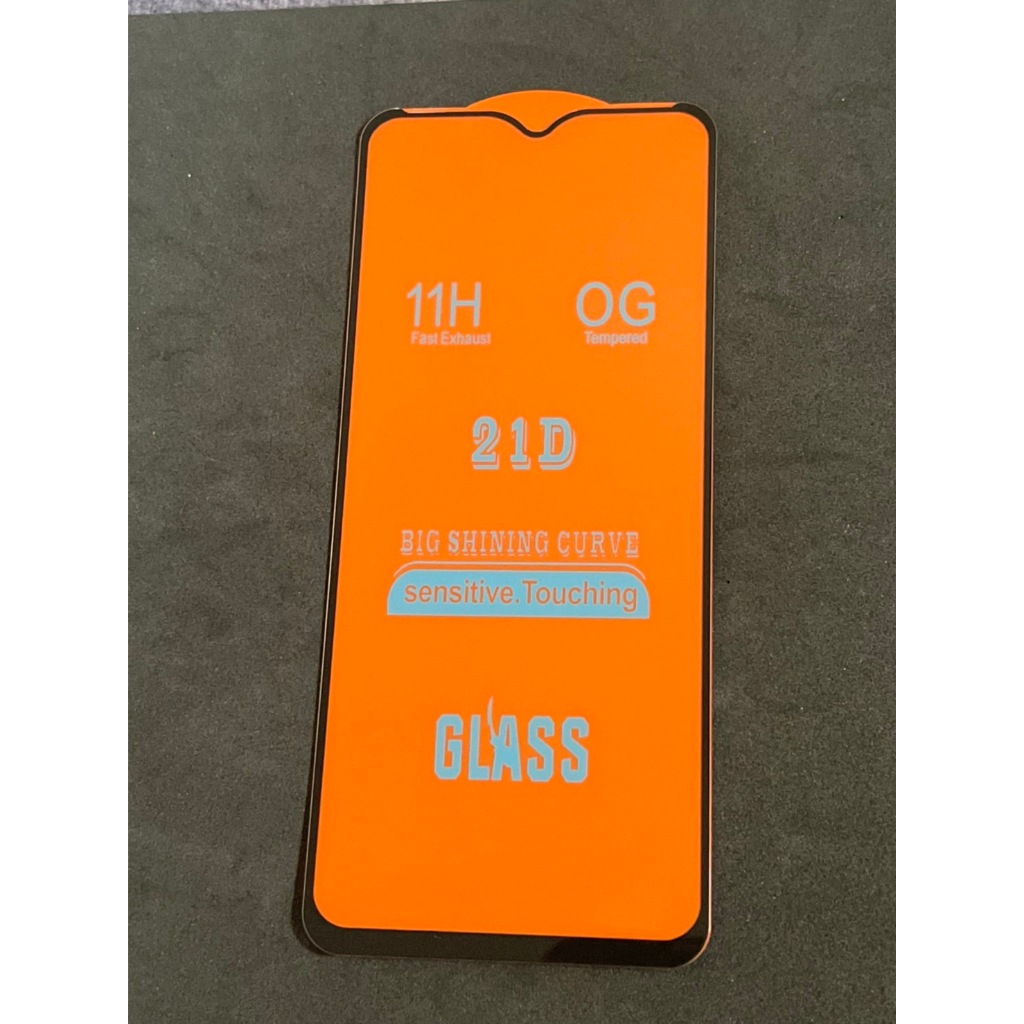 11H OG
Fast Exhaust Tempered
21D
BIG SHINING CURVE
sensitive.Touching
GLASS